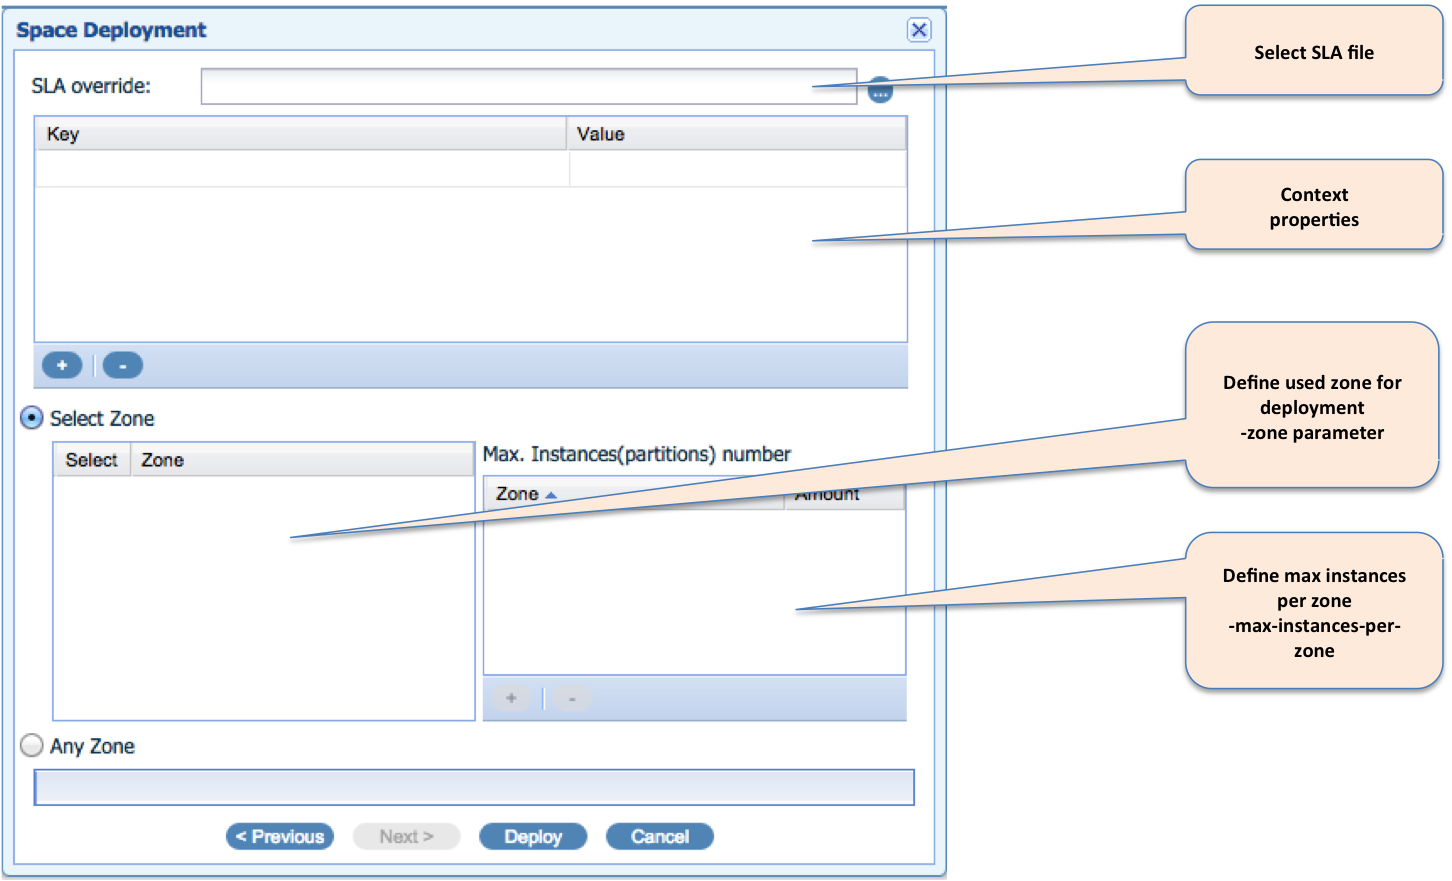 Space Deployment
SLA override:
...
Key Value
+ -
Select Zone
Select Zone
Max. Instances(partitions) number
Zone Amount
+ -
Any Zone
< Previous Next > Deploy Cancel
Select SLA file
Context
properties
Define used zone for
deployment
-zone parameter
Define max instances
per zone
-max-instances-per-
zone